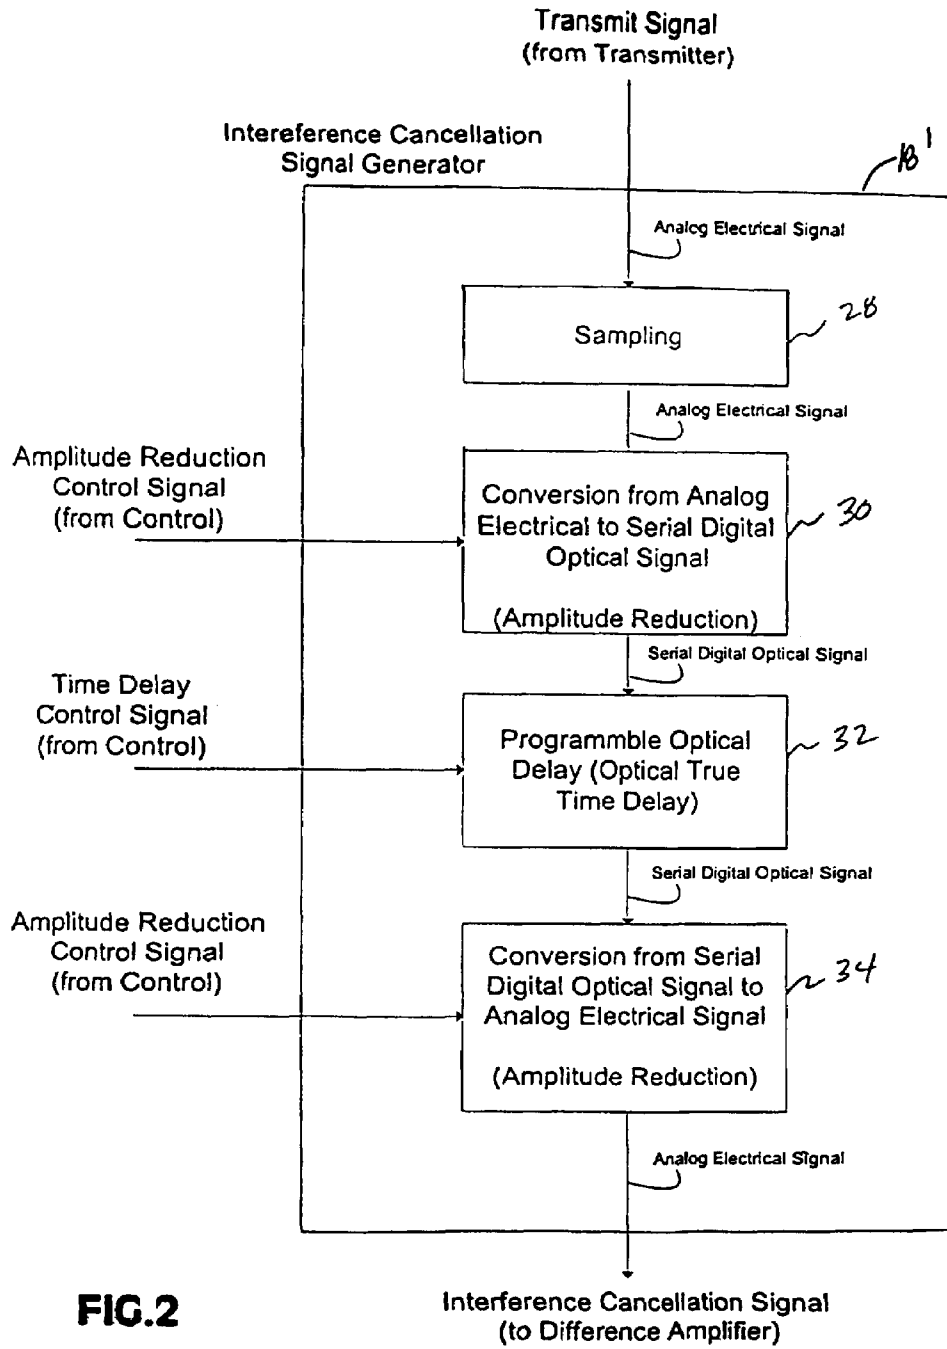 Transmit Signal
(from Transmitter)
Intereference Cancellation
Signal Generator
18'
Analog Electrical Signal
Sampling
28
Analog Electrical Signal
Amplitude Reduction
Control Signal
(from Control)
Conversion from Analog
Electrical to Serial Digital
Optical Signal
(Amplitude Reduction)
30
Serial Digital Optical Signal
Time Delay
Control Signal
(from Control)
Programmble Optical
Delay (Optical True
Time Delay)
32
Serial Digital Optical Signal
Amplitude Reduction
Control Signal
(from Control)
Conversion from Serial
Digital Optical Signal to
Analog Electrical Signal
(Amplitude Reduction)
34
Analog Electrical Signal
FIG.2
Interference Cancellation Signal
(to Difference Amplifier)